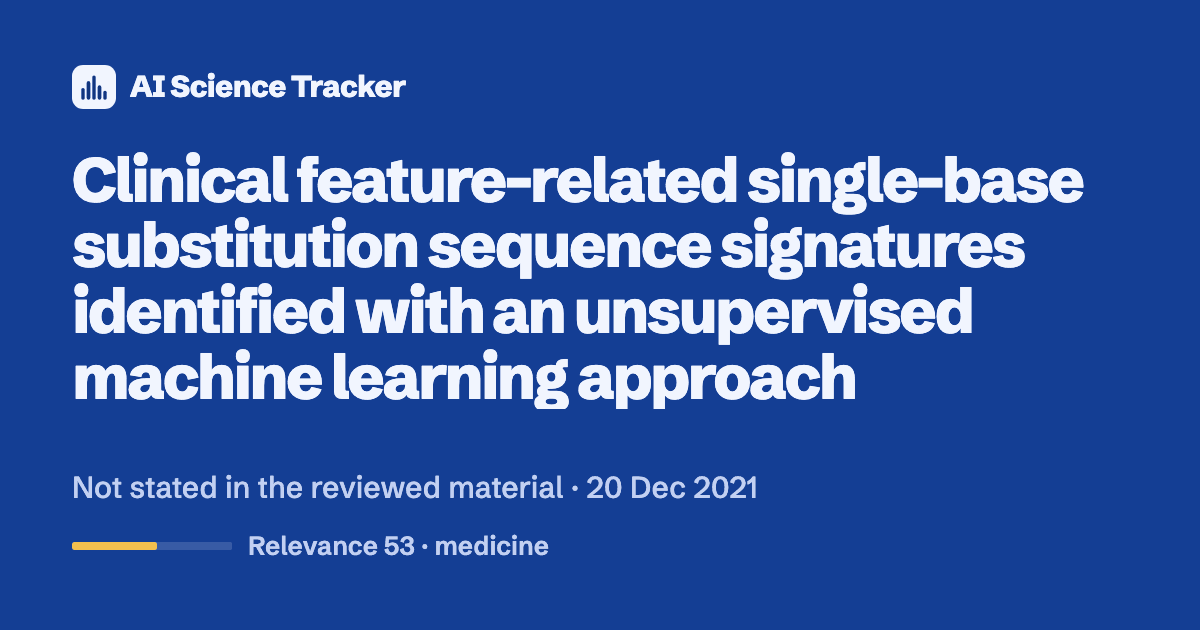 AI Science Tracker
Clinical feature-related single-base
substitution sequence signatures
identified with an unsupervised
machine learning approach
Not stated in the reviewed material · 20 Dec 2021
Relevance 53 · medicine